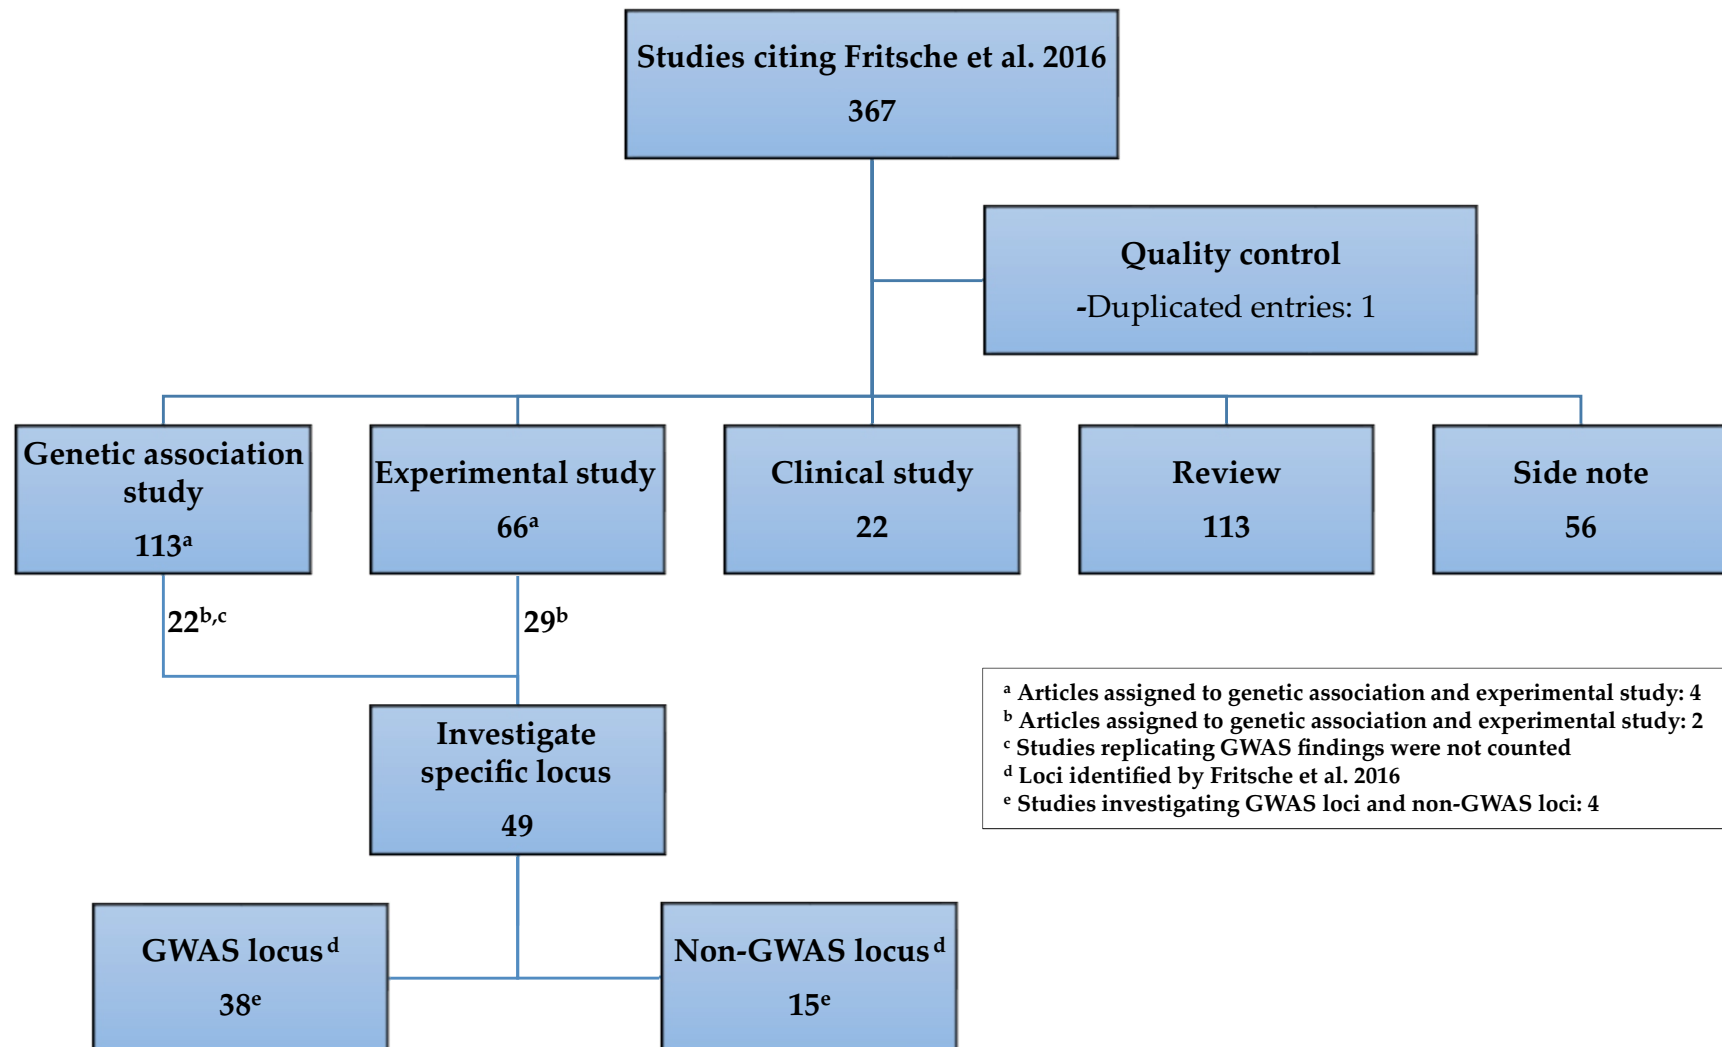 Studies citing Fritsche et al. 2016
367
Quality control
-Duplicated entries: 1
Genetic association
study
113ᵃ
Experimental study
66ᵃ
Clinical study
22
Review
113
Side note
56
22ᵇ,ᶜ
29ᵇ
Investigate
specific locus
49
GWAS locus ᵈ
38ᵉ
Non-GWAS locus ᵈ
15ᵉ
ᵃ Articles assigned to genetic association and experimental study: 4
ᵇ Articles assigned to genetic association and experimental study: 2
ᶜ Studies replicating GWAS findings were not counted
ᵈ Loci identified by Fritsche et al. 2016
ᵉ Studies investigating GWAS loci and non-GWAS loci: 4